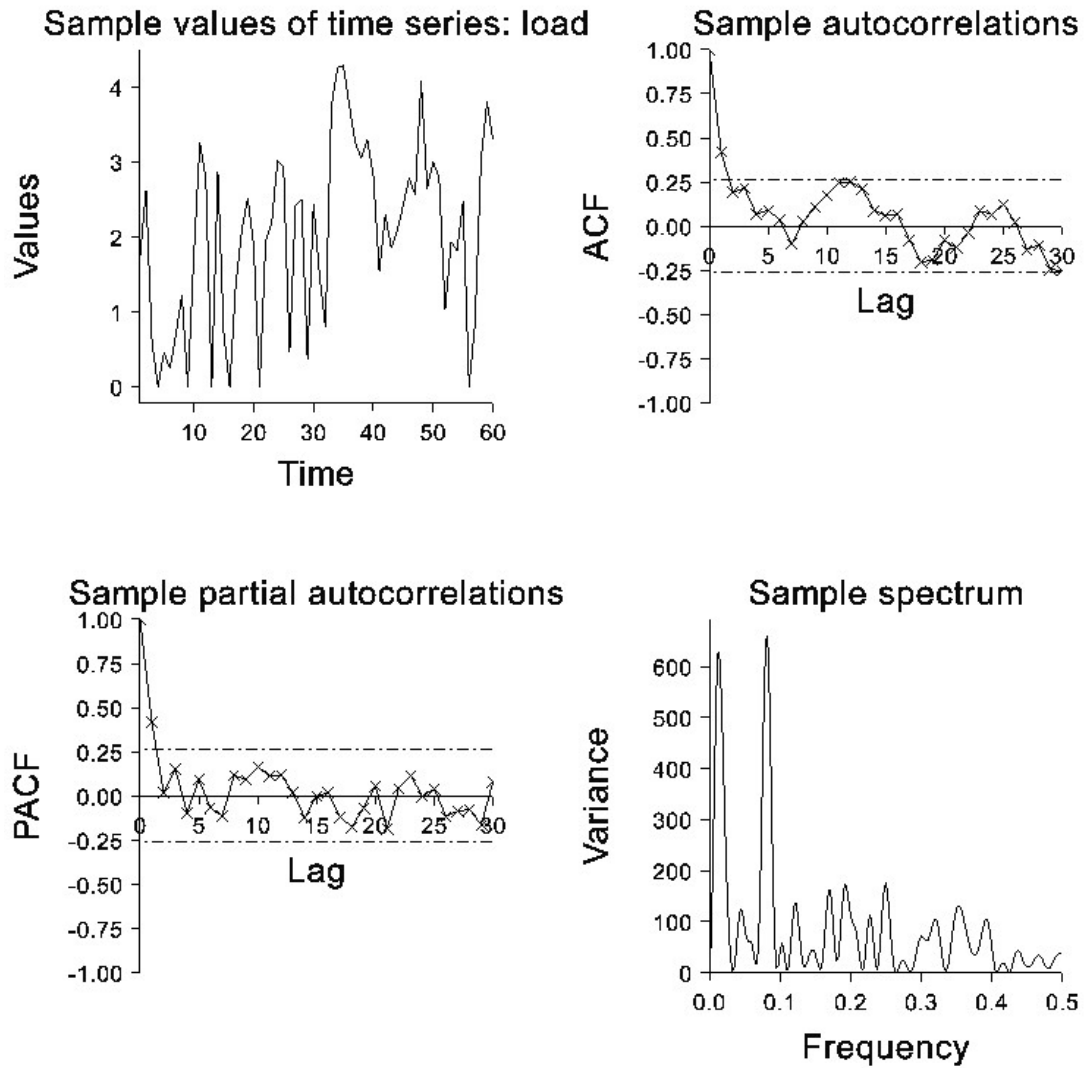 Sample values of time series: load
Values
4
3
2
1
0
10 20 30 40 50 60
Time
Sample autocorrelations
ACF
1.00
0.75
0.50
0.25
0.00
-0.25
-0.50
-0.75
-1.00
0 5 10 15 20 25 30
Lag
Sample partial autocorrelations
PACF
1.00
0.75
0.50
0.25
0.00
-0.25
-0.50
-0.75
-1.00
0 5 10 15 20 25 30
Lag
Sample spectrum
Variance
600
500
400
300
200
100
0
0.0 0.1 0.2 0.3 0.4 0.5
Frequency